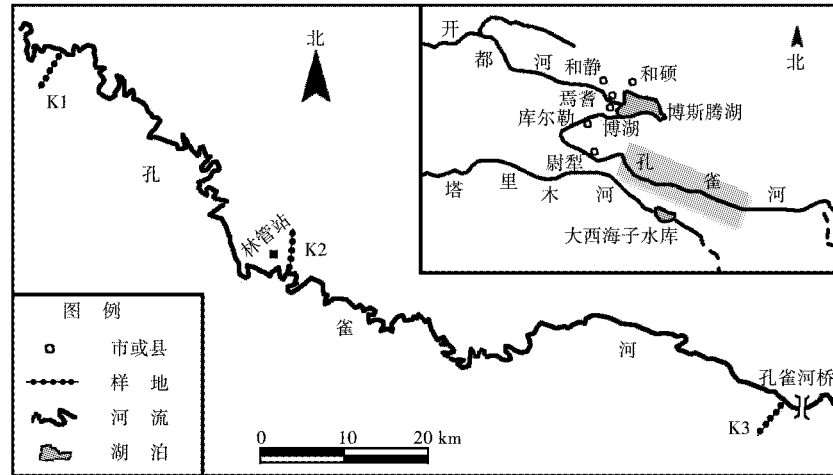 北
K1
孔
林管站
K2
雀
河
孔雀河桥
K3
图 例
市或县
样 地
河 流
湖 泊
0 10 20 km
开
都
河
和静
和硕
北
焉耆
博斯腾湖
库尔勒
博湖
尉犁
孔
雀
河
塔
里
木
河
大西海子水库